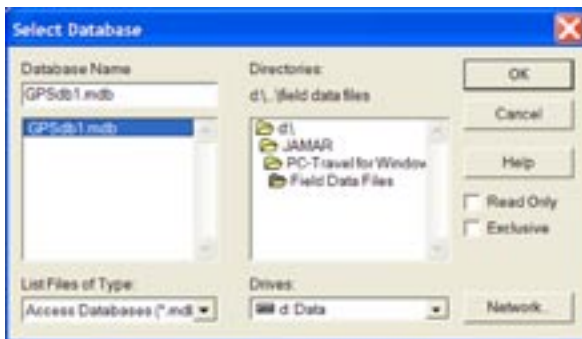 Select Database
Database Name
GPSdb1.mdb
GPSdb1.mdb
List Files of Type:
Access Databases (*.md
Directories:
d:\..\field data files
d:\
JAMAR
PC-Travel for Window
Field Data Files
Drives:
d: Data
OK
Cancel
Help
Read Only
Exclusive
Network...